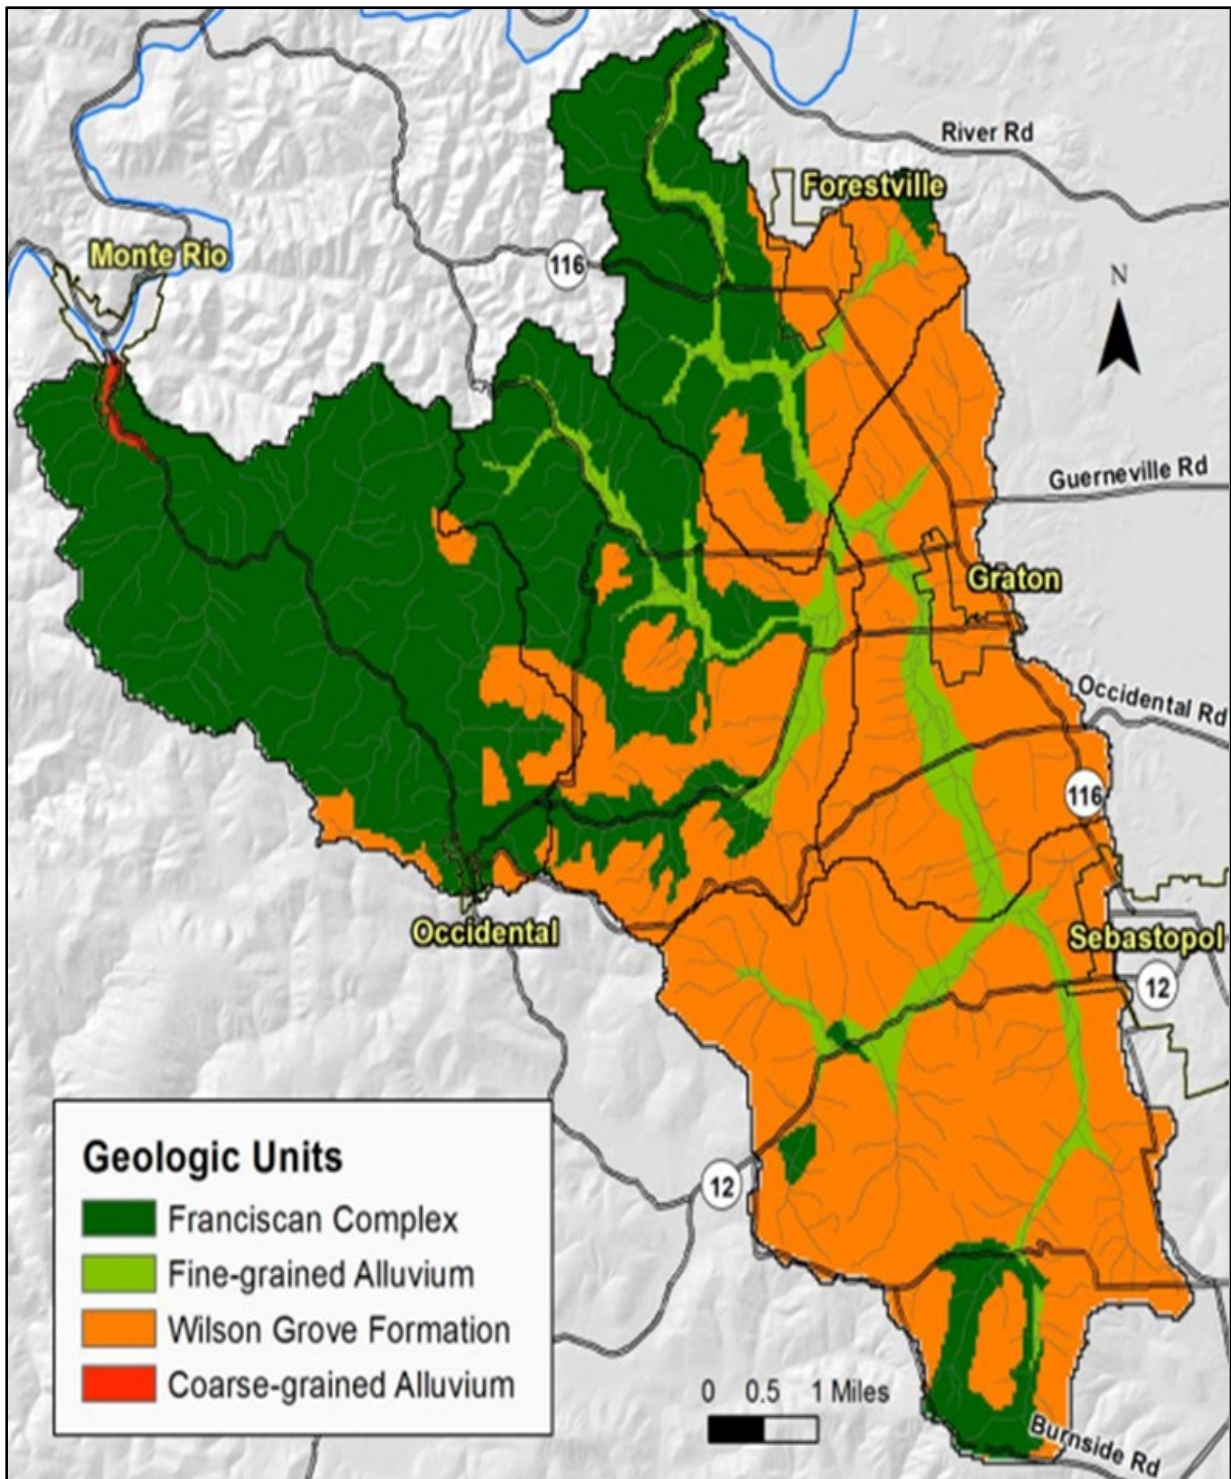 River Rd
Forestville
Monte Rio
116
N
Guerneville Rd
Graton
Occidental Rd
116
Occidental
Sebastopol
12
12
Geologic Units
Franciscan Complex
Fine-grained Alluvium
Wilson Grove Formation
Coarse-grained Alluvium
0 0.5 1 Miles
Burnside Rd